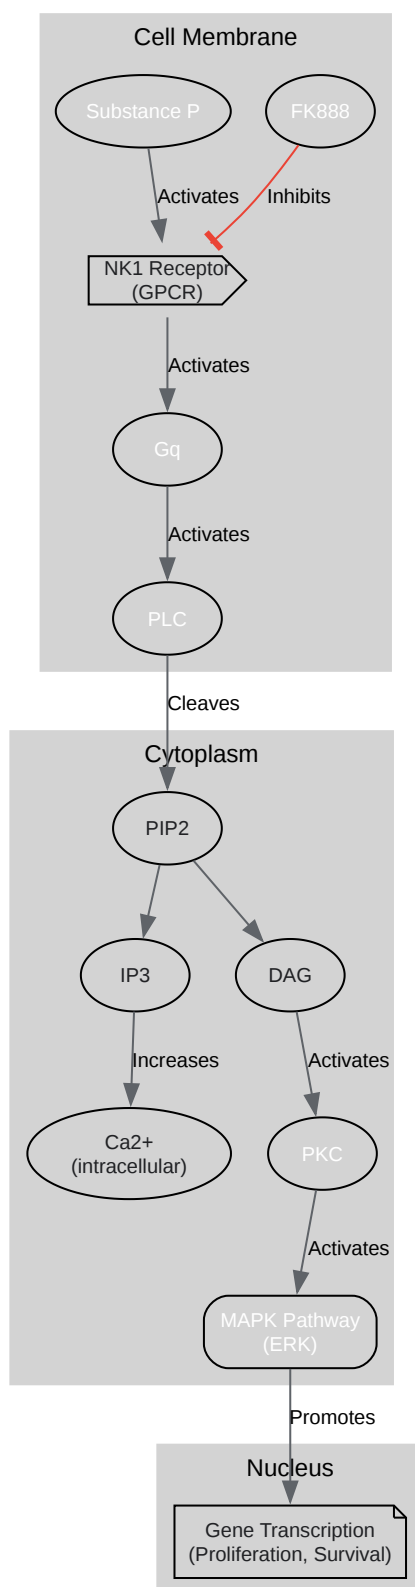 Cell Membrane
Substance P
FK888
Activates
Inhibits
NK1 Receptor
(GPCR)
Activates
Gq
Activates
PLC
Cleaves
Cytoplasm
PIP2
IP3
DAG
Increases
Activates
Ca2+
(intracellular)
PKC
Activates
MAPK Pathway
(ERK)
Promotes
Nucleus
Gene Transcription
(Proliferation, Survival)